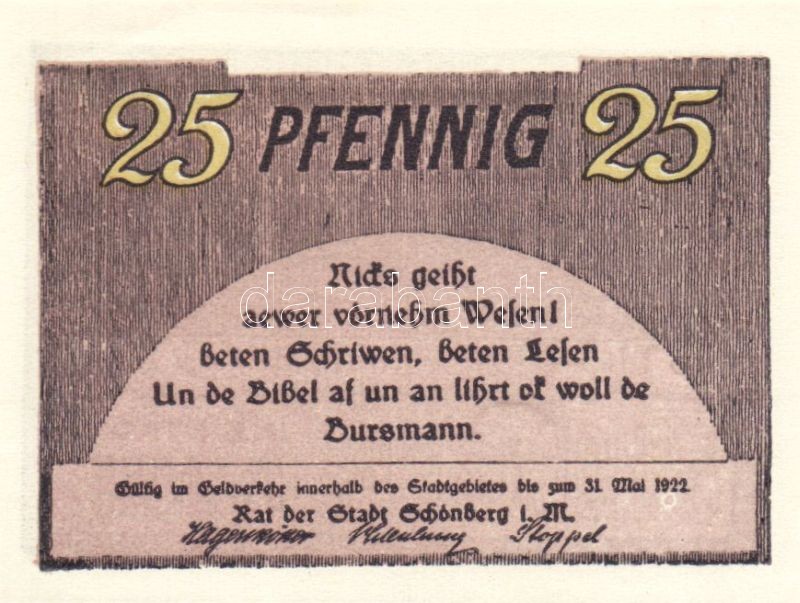 25 PFENNIG 25
Nicks geiht
aewer vörnehm Wesen!
beten Schriwen, beten Lesen
darabanth
Un de Bibel af un an lihrt ok woll de
Bursmann.
Gültig im Geldverkehr innerhalb des Stadtgebietes bis zum 31. Mai 1922
Rat der Stadt Schönberg i. M.
Stoppel